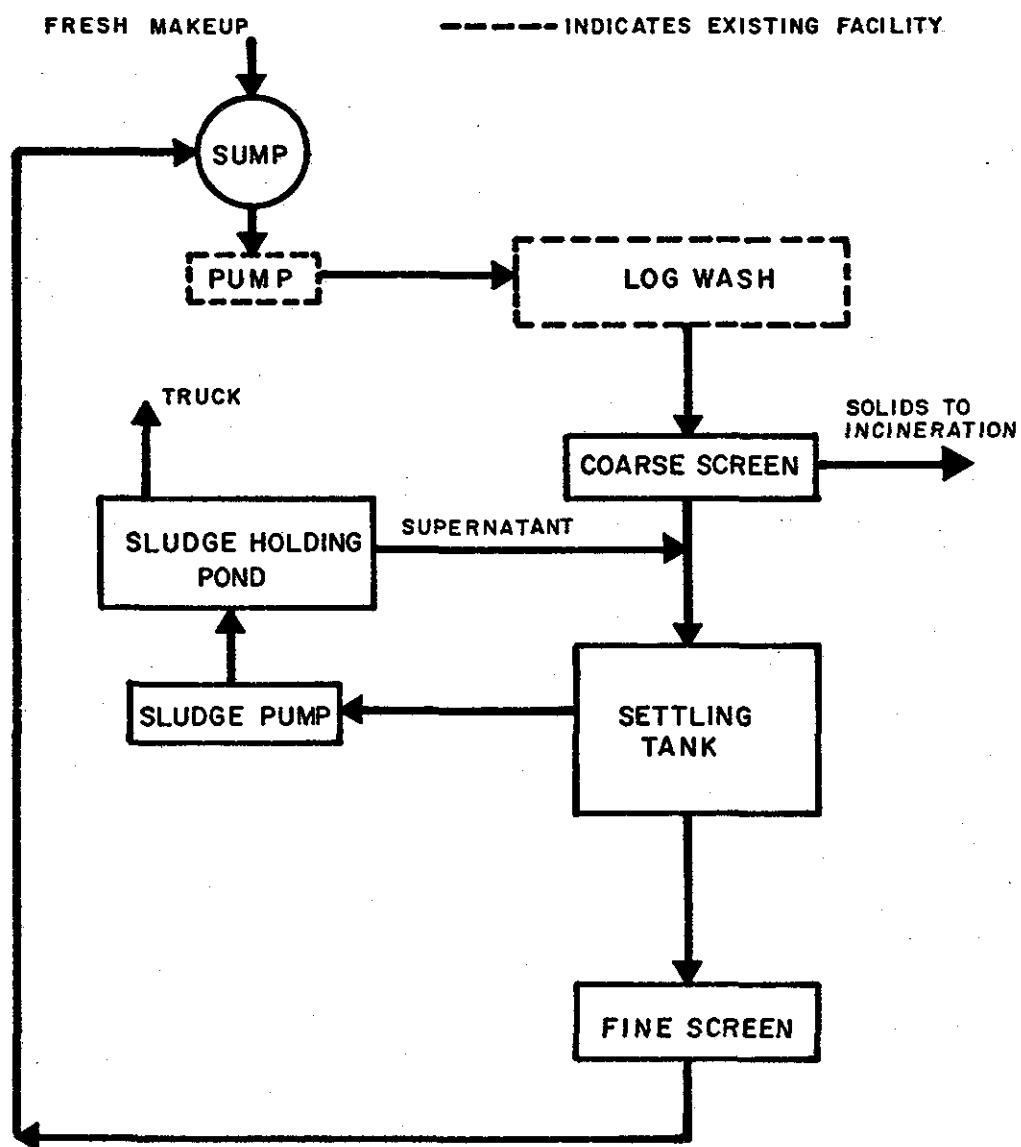 FRESH MAKEUP
INDICATES EXISTING FACILITY
SUMP
PUMP
LOG WASH
TRUCK
SOLIDS TO
INCINERATION
COARSE SCREEN
SUPERNATANT
SLUDGE HOLDING
POND
SLUDGE PUMP
SETTLING
TANK
FINE SCREEN